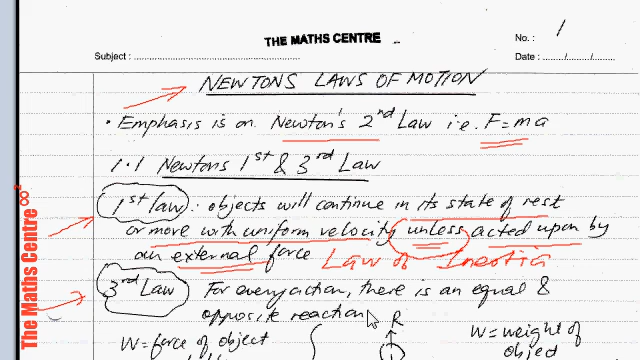 THE MATHS CENTRE
No.: 1
Subject: Date: / /
NEWTONS LAWS OF MOTION
• Emphasis is on Newton's 2nd Law i.e. F=ma
1.1 Newtons 1st & 3rd Law
1st law: objects will continue in its state of rest
or move with uniform velocity unless acted upon by
an external force Law of Inertia
3rd Law For every action, there is an equal &
opposite reaction
R
W=force of object W=weight of
object
The Maths Centre ∞²